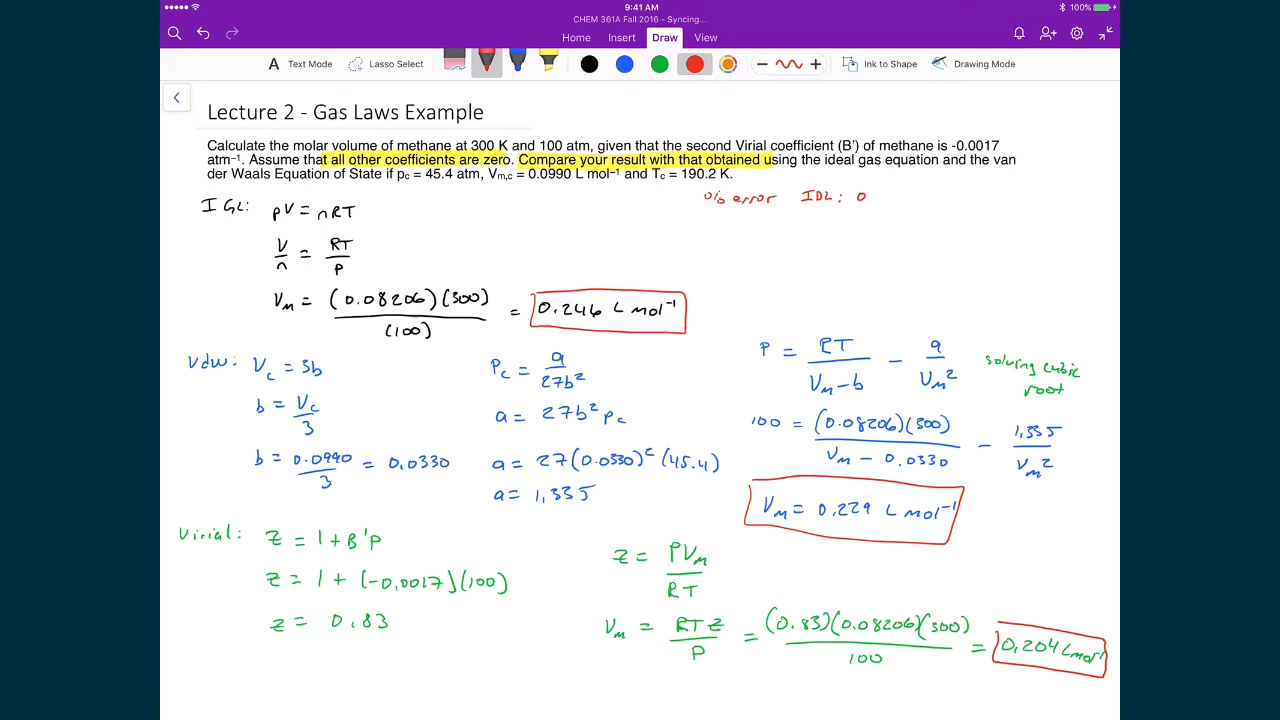 9:41 AM
100%
CHEM 361A Fall 2016 - Syncing...
Home Insert Draw View
Text Mode Lasso Select Ink to Shape Drawing Mode
Lecture 2 - Gas Laws Example
Calculate the molar volume of methane at 300 K and 100 atm, given that the second Virial coefficient (B') of methane is -0.0017
atm⁻¹. Assume that all other coefficients are zero. Compare your result with that obtained using the ideal gas equation and the van
der Waals Equation of State if pc = 45.4 atm, Vm,c = 0.0990 L mol⁻¹ and Tc = 190.2 K.
% error IDL: 0
IGL: pV = nRT
V/n = RT/p
Vm = (0.08206)(300)/(100) = 0.246 L mol⁻¹
Vdw: Vc = 3b
b = Vc/3
b = 0.0990/3 = 0.0330
Pc = a/27b²
a = 27b² pc
a = 27(0.0330)²(45.4)
a = 1.335
P = RT/(Vm-b) - a/Vm²
solving cubic
root
100 = (0.08206)(300)/(Vm - 0.0330) - 1.335/Vm²
Vm = 0.229 L mol⁻¹
Virial: Z = 1 + B'P
Z = 1 + (-0.0017)(100)
Z = 0.83
Z = PVm/RT
Vm = RTZ/P = (0.83)(0.08206)(300)/100 = 0.204 L mol⁻¹